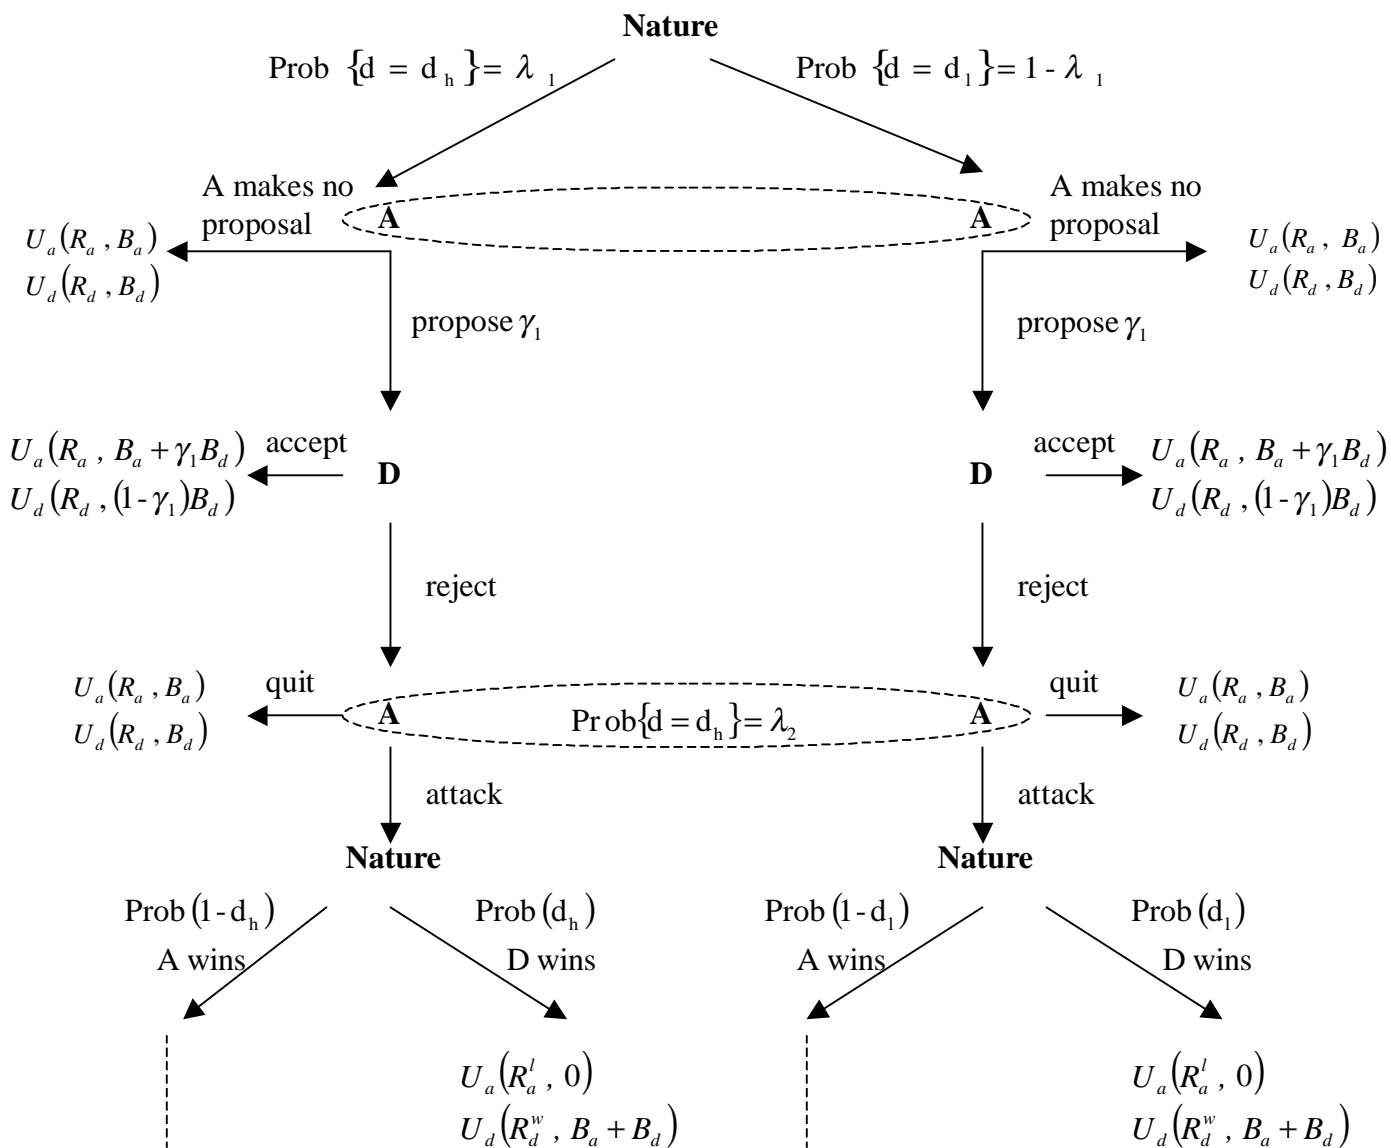 Nature
Prob {d = d_h} = λ_1
Prob {d = d_l} = 1 - λ_1
A makes no
proposal
A
A
A makes no
proposal
U_a(R_a , B_a)
U_d(R_d , B_d)
U_a(R_a , B_a)
U_d(R_d , B_d)
propose γ_1
propose γ_1
U_a(R_a , B_a + γ_1B_d)
U_d(R_d , (1 - γ_1)B_d)
accept
D
D
accept
U_a(R_a , B_a + γ_1B_d)
U_d(R_d , (1 - γ_1)B_d)
reject
reject
U_a(R_a , B_a)
U_d(R_d , B_d)
quit
A
Prob{d = d_h} = λ_2
A
quit
U_a(R_a , B_a)
U_d(R_d , B_d)
attack
attack
Nature
Nature
Prob (1 - d_h)
A wins
Prob (d_h)
D wins
Prob (1 - d_l)
A wins
Prob (d_l)
D wins
U_a(R_a^l , 0)
U_d(R_d^w , B_a + B_d)
U_a(R_a^l , 0)
U_d(R_d^w , B_a + B_d)